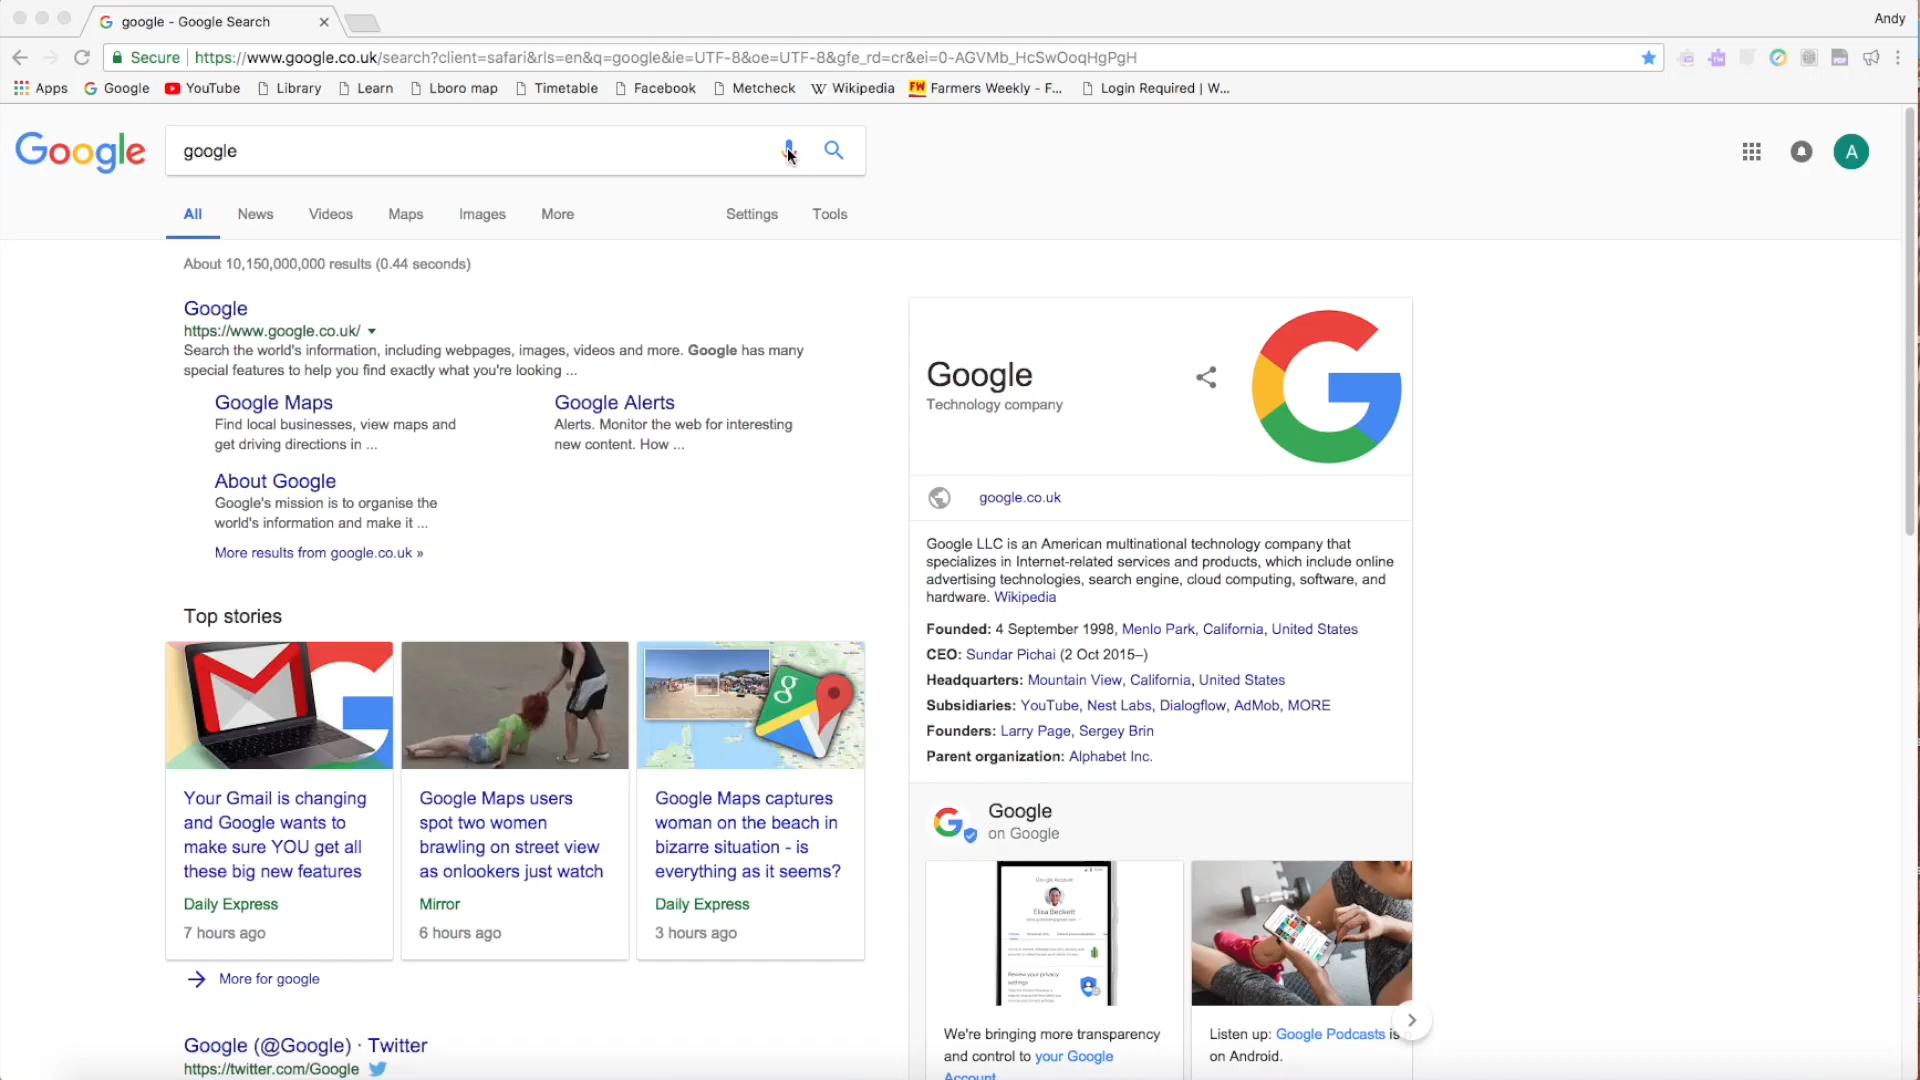 google - Google Search
Andy
Secure
https://www.google.co.uk/search?client=safari&rls=en&q=google&ie=UTF-8&oe=UTF-8&gfe_rd=cr&ei=0-AGVMb_HcSwOoqHgPgH
Apps Google YouTube Library Learn Lboro map Timetable Facebook Metcheck Wikipedia Farmers Weekly - F... Login Required | W...
Google
google
A
All News Videos Maps Images More Settings Tools
About 10,150,000,000 results (0.44 seconds)
Google
https://www.google.co.uk/
Search the world's information, including webpages, images, videos and more. Google has many
special features to help you find exactly what you're looking ...
Google Maps
Find local businesses, view maps and
get driving directions in ...
Google Alerts
Alerts. Monitor the web for interesting
new content. How ...
About Google
Google's mission is to organise the
world's information and make it ...
More results from google.co.uk »
Top stories
Your Gmail is changing
and Google wants to
make sure YOU get all
these big new features
Daily Express
7 hours ago
Google Maps users
spot two women
brawling on street view
as onlookers just watch
Mirror
6 hours ago
Google Maps captures
woman on the beach in
bizarre situation - is
everything as it seems?
Daily Express
3 hours ago
More for google
Google (@Google) · Twitter
https://twitter.com/Google
Google
Technology company
google.co.uk
Google LLC is an American multinational technology company that
specializes in Internet-related services and products, which include online
advertising technologies, search engine, cloud computing, software, and
hardware. Wikipedia
Founded: 4 September 1998, Menlo Park, California, United States
CEO: Sundar Pichai (2 Oct 2015–)
Headquarters: Mountain View, California, United States
Subsidiaries: YouTube, Nest Labs, Dialogflow, AdMob, MORE
Founders: Larry Page, Sergey Brin
Parent organization: Alphabet Inc.
Google
on Google
Google Account
Elisa Beckett
Review your privacy
settings
We're bringing more transparency
and control to your Google
Account
Listen up: Google Podcasts is
on Android.